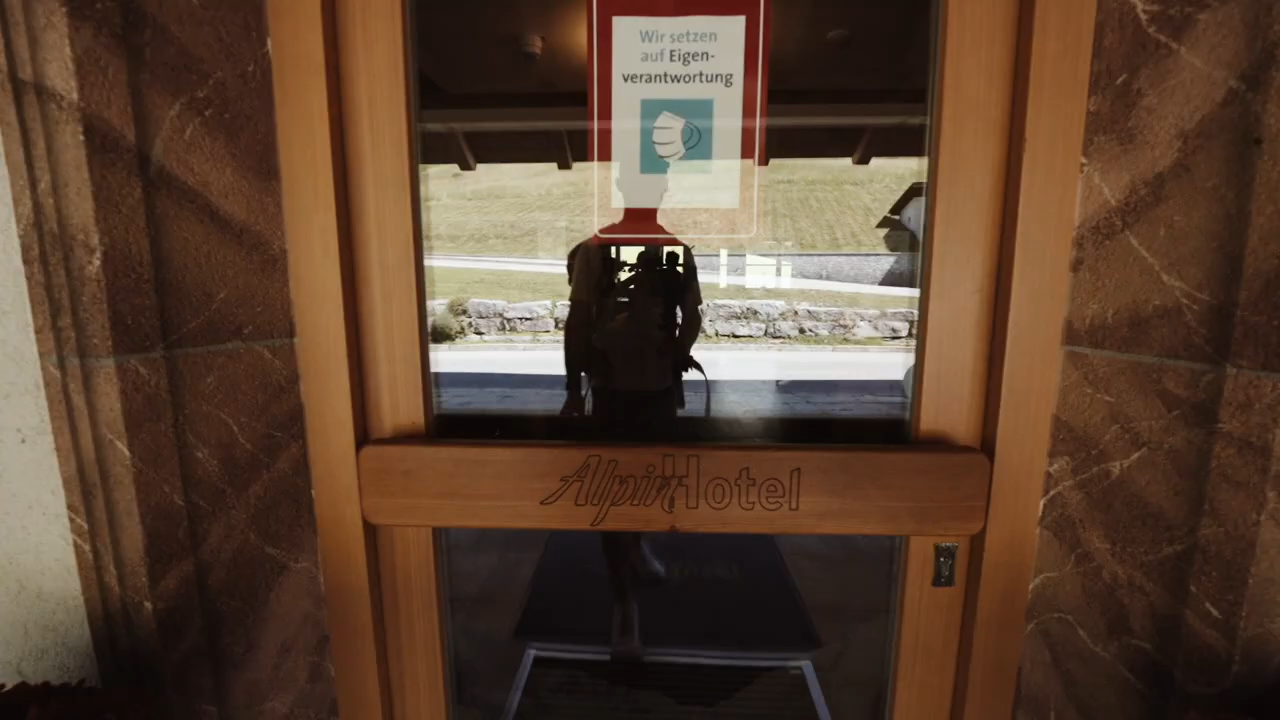 Wir setzen
auf Eigen-
verantwortung
AlpinHotel